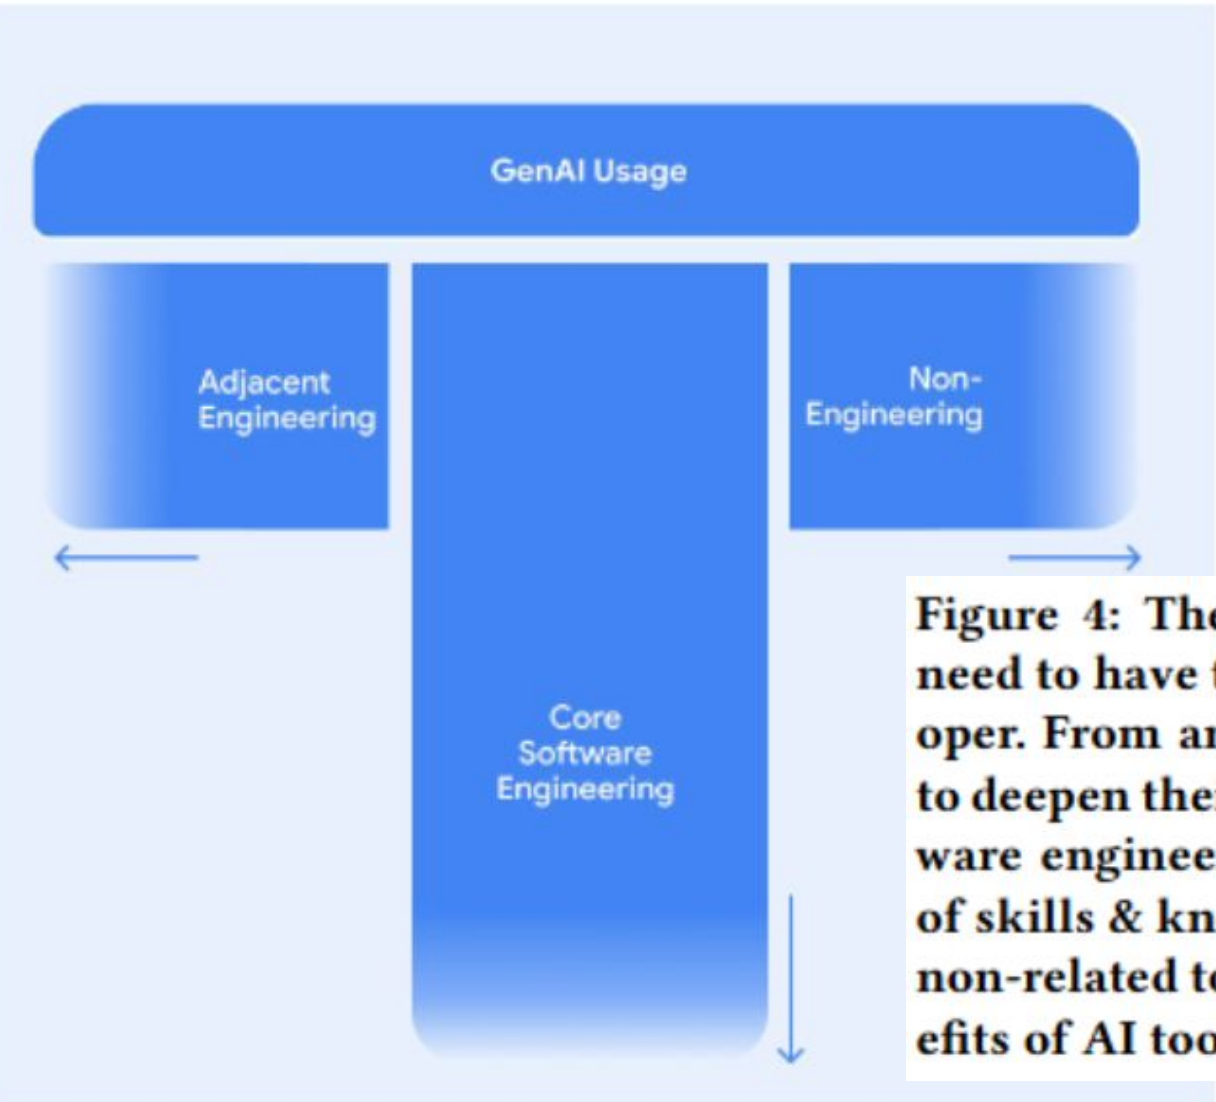 GenAI Usage
Adjacent
Engineering
Non-
Engineering
Core
Software
Engineering
Figure 4: The
need to have
oper. From
to deepen
ware
of skills &
non-related
efits of AI